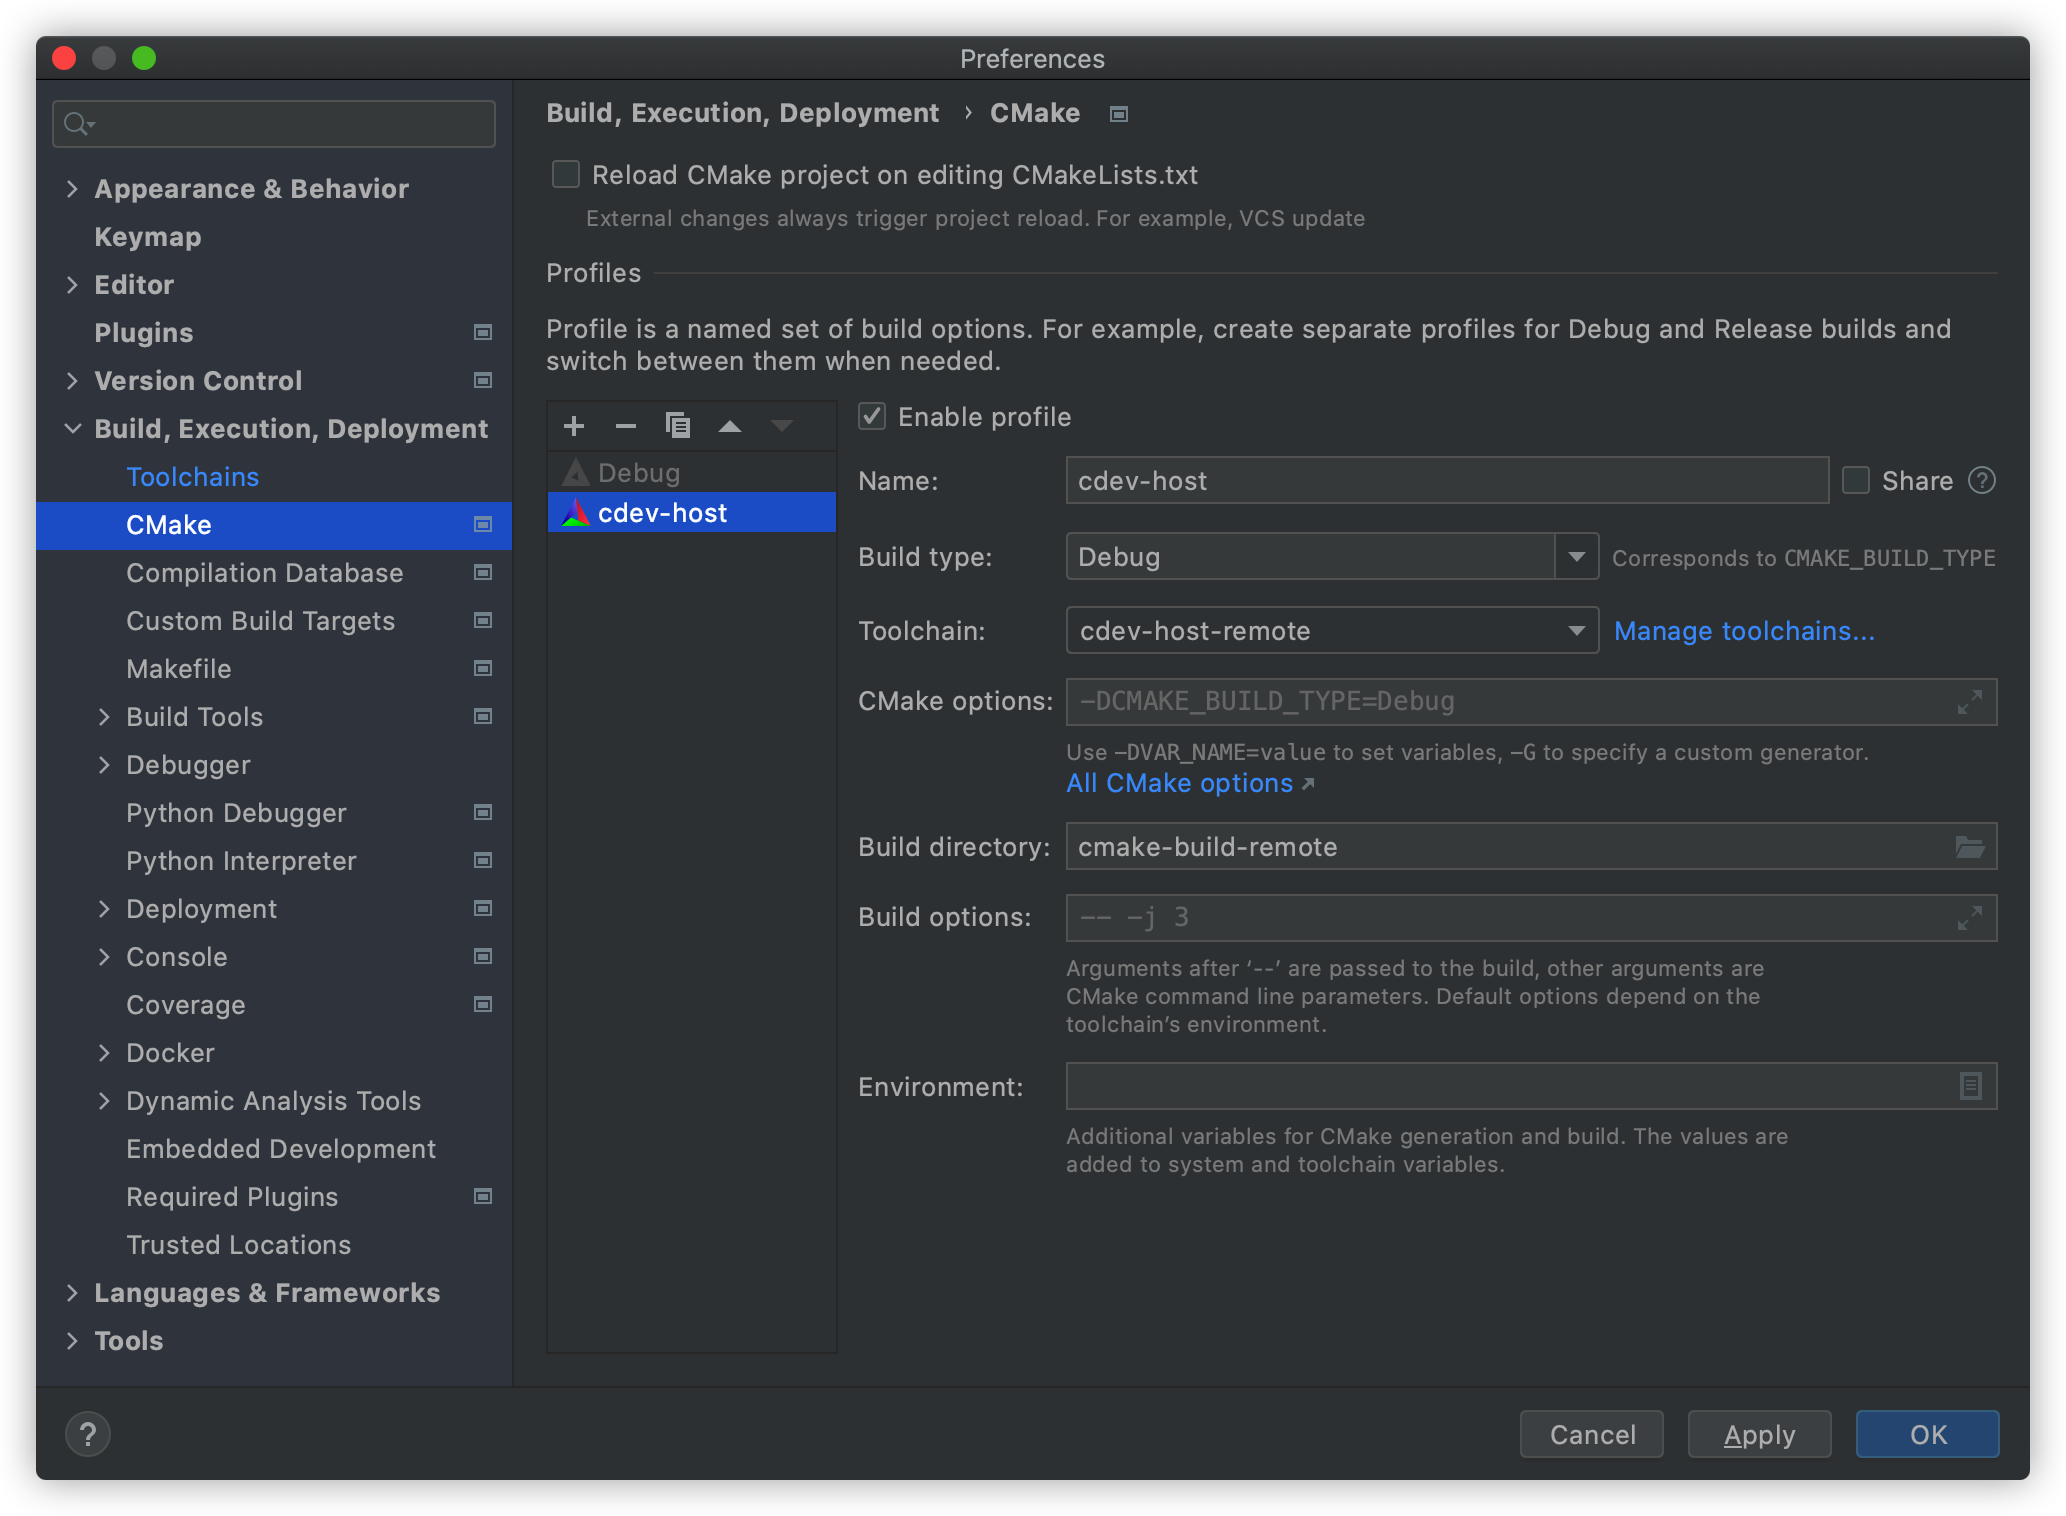 Preferences
Appearance & Behavior
Keymap
Editor
Plugins
Version Control
Build, Execution, Deployment
Toolchains
CMake
Compilation Database
Custom Build Targets
Makefile
Build Tools
Debugger
Python Debugger
Python Interpreter
Deployment
Console
Coverage
Docker
Dynamic Analysis Tools
Embedded Development
Required Plugins
Trusted Locations
Languages & Frameworks
Tools
Build, Execution, Deployment › CMake
Reload CMake project on editing CMakeLists.txt
External changes always trigger project reload. For example, VCS update
Profiles
Profile is a named set of build options. For example, create separate profiles for Debug and Release builds and
switch between them when needed.
Debug
cdev-host
Enable profile
Name: cdev-host Share ?
Build type: Debug Corresponds to CMAKE_BUILD_TYPE
Toolchain: cdev-host-remote Manage toolchains...
CMake options: -DCMAKE_BUILD_TYPE=Debug
Use -DVAR_NAME=value to set variables, -G to specify a custom generator.
All CMake options ↗
Build directory: cmake-build-remote
Build options: -- -j 3
Arguments after ‘--’ are passed to the build, other arguments are
CMake command line parameters. Default options depend on the
toolchain’s environment.
Environment:
Additional variables for CMake generation and build. The values are
added to system and toolchain variables.
? Cancel Apply OK